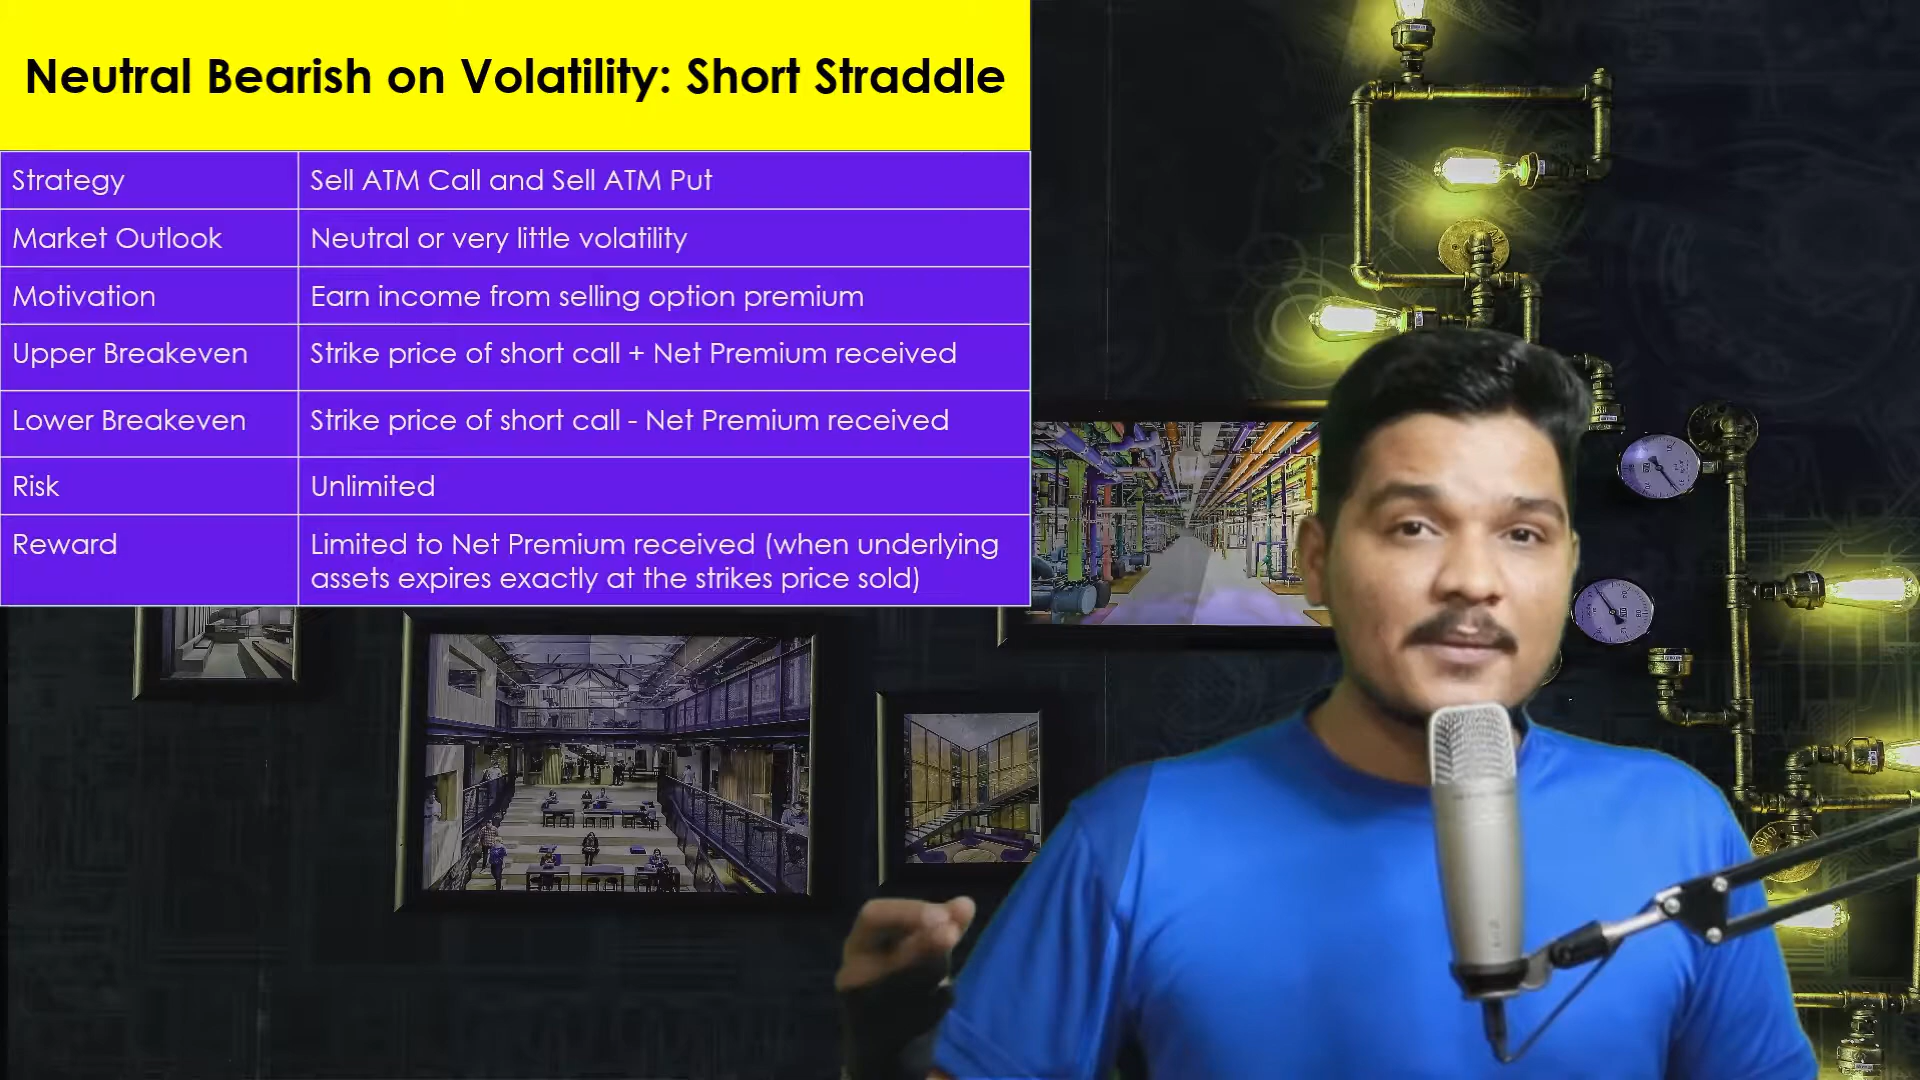 Neutral Bearish on Volatility: Short Straddle
Strategy
Sell ATM Call and Sell ATM Put
Market Outlook
Neutral or very little volatility
Motivation
Earn income from selling option premium
Upper Breakeven
Strike price of short call + Net Premium received
Lower Breakeven
Strike price of short call - Net Premium received
Risk
Unlimited
Reward
Limited to Net Premium received (when underlying
assets expires exactly at the strikes price sold)